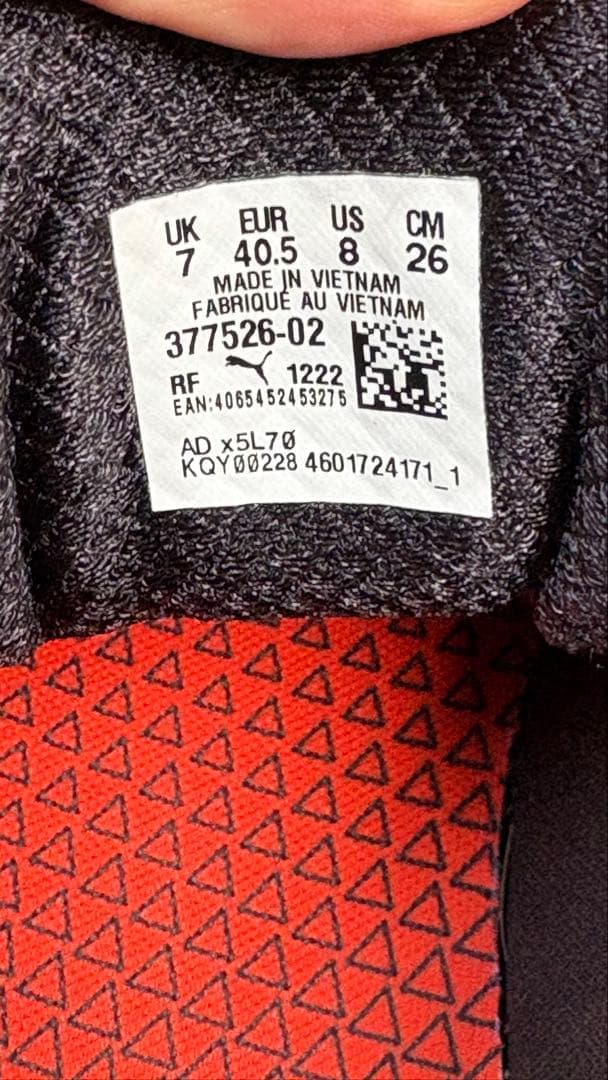 UK EUR US CM
7 40.5 8 26
MADE IN VIETNAM
FABRIQUÉ AU VIETNAM
377526-02
RF 1222
EAN:4065452453275
AD x5L70
KQY00228 4601724171_1